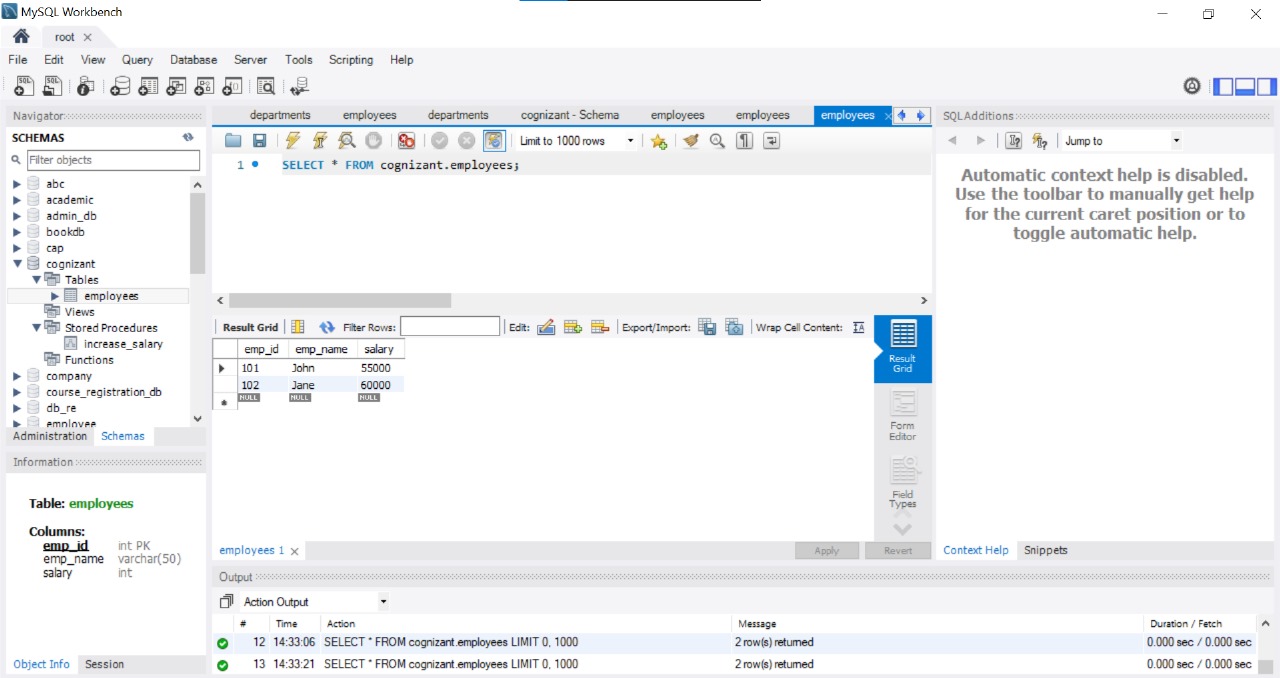 MySQL Workbench
root
File Edit View Query Database Server Tools Scripting Help
Navigator
SCHEMAS
Filter objects
abc
academic
admin_db
bookdb
cap
cognizant
Tables
employees
Views
Stored Procedures
increase_salary
Functions
company
course_registration_db
db_re
employee
Administration Schemas
Information
Table: employees
Columns:
emp_id int PK
emp_name varchar(50)
salary int
Object Info Session
departments employees departments cognizant - Schema employees employees employees
Limit to 1000 rows
1 SELECT * FROM cognizant.employees;
Result Grid Filter Rows: Edit: Export/Import: Wrap Cell Content:
emp_id emp_name salary
101 John 55000
102 Jane 60000
NULL NULL NULL
Result
Grid
Form
Editor
Field
Types
employees 1 Apply Revert
SQLAdditions
Jump to
Automatic context help is disabled.
Use the toolbar to manually get help
for the current caret position or to
toggle automatic help.
Context Help Snippets
Output
Action Output
# Time Action Message Duration / Fetch
12 14:33:06 SELECT * FROM cognizant.employees LIMIT 0, 1000 2 row(s) returned 0.000 sec / 0.000 sec
13 14:33:21 SELECT * FROM cognizant.employees LIMIT 0, 1000 2 row(s) returned 0.000 sec / 0.000 sec